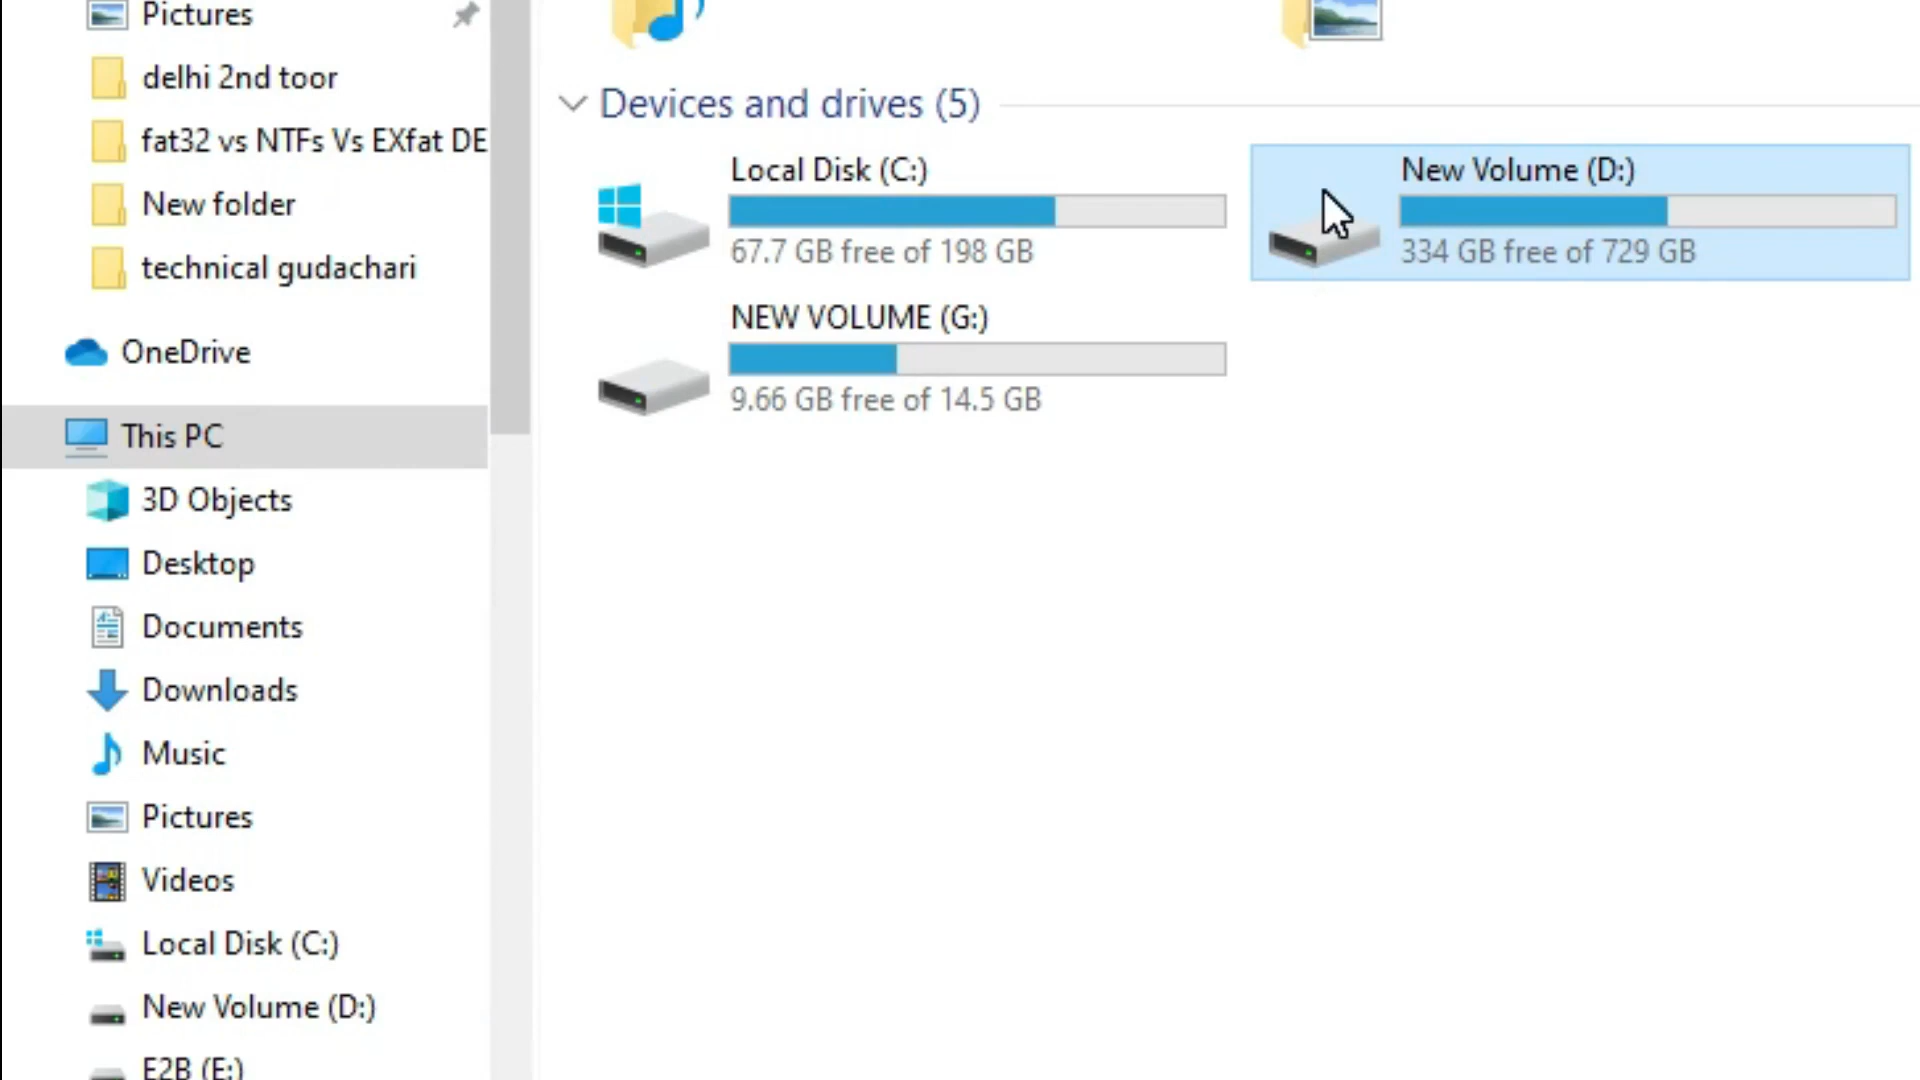 Pictures
delhi 2nd toor
fat32 vs NTFs Vs EXfat DE
New folder
technical gudachari
OneDrive
This PC
3D Objects
Desktop
Documents
Downloads
Music
Pictures
Videos
Local Disk (C:)
New Volume (D:)
E2B (E:)
Devices and drives (5)
Local Disk (C:)
67.7 GB free of 198 GB
New Volume (D:)
334 GB free of 729 GB
NEW VOLUME (G:)
9.66 GB free of 14.5 GB